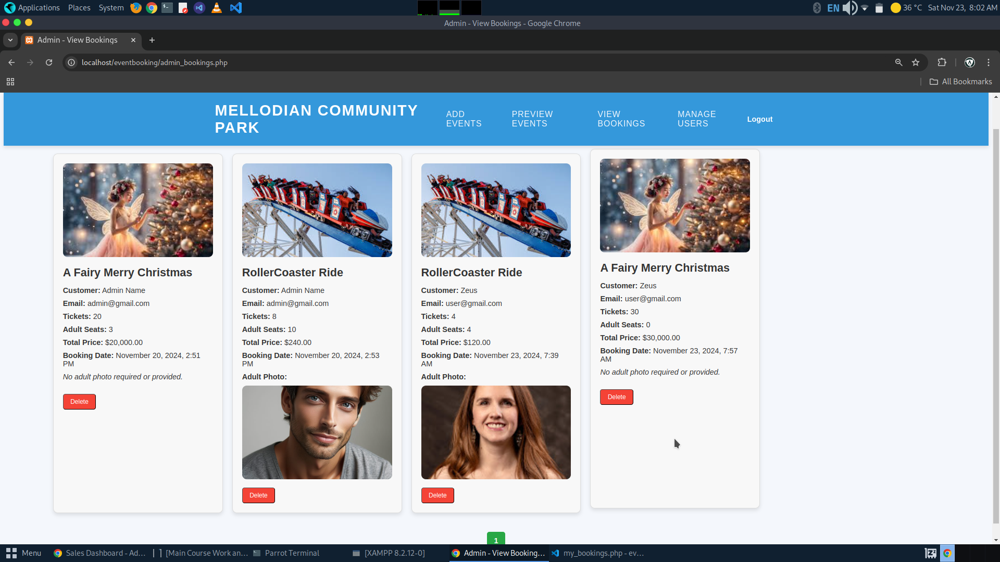 Applications Places System
EN 36 °C Sat Nov 23, 8:02 AM
Admin - View Bookings - Google Chrome
Admin - View Bookings
localhost/eventbooking/admin_bookings.php
All Bookmarks
MELLODIAN COMMUNITY
PARK
ADD
EVENTS
PREVIEW
EVENTS
VIEW
BOOKINGS
MANAGE
USERS
Logout
A Fairy Merry Christmas
Customer: Admin Name
Email: admin@gmail.com
Tickets: 20
Adult Seats: 3
Total Price: $20,000.00
Booking Date: November 20, 2024, 2:51
PM
No adult photo required or provided.
Delete
RollerCoaster Ride
Customer: Admin Name
Email: admin@gmail.com
Tickets: 8
Adult Seats: 10
Total Price: $240.00
Booking Date: November 20, 2024, 2:53
PM
Adult Photo:
Delete
RollerCoaster Ride
Customer: Zeus
Email: user@gmail.com
Tickets: 4
Adult Seats: 4
Total Price: $120.00
Booking Date: November 23, 2024, 7:39
AM
Adult Photo:
Delete
A Fairy Merry Christmas
Customer: Zeus
Email: user@gmail.com
Tickets: 30
Adult Seats: 0
Total Price: $30,000.00
Booking Date: November 23, 2024, 7:57
AM
No adult photo required or provided.
Delete
1
Menu
Sales Dashboard - Ad...
[Main Course Work an...
Parrot Terminal
[XAMPP 8.2.12-0]
Admin - View Booking...
my_bookings.php - ev...